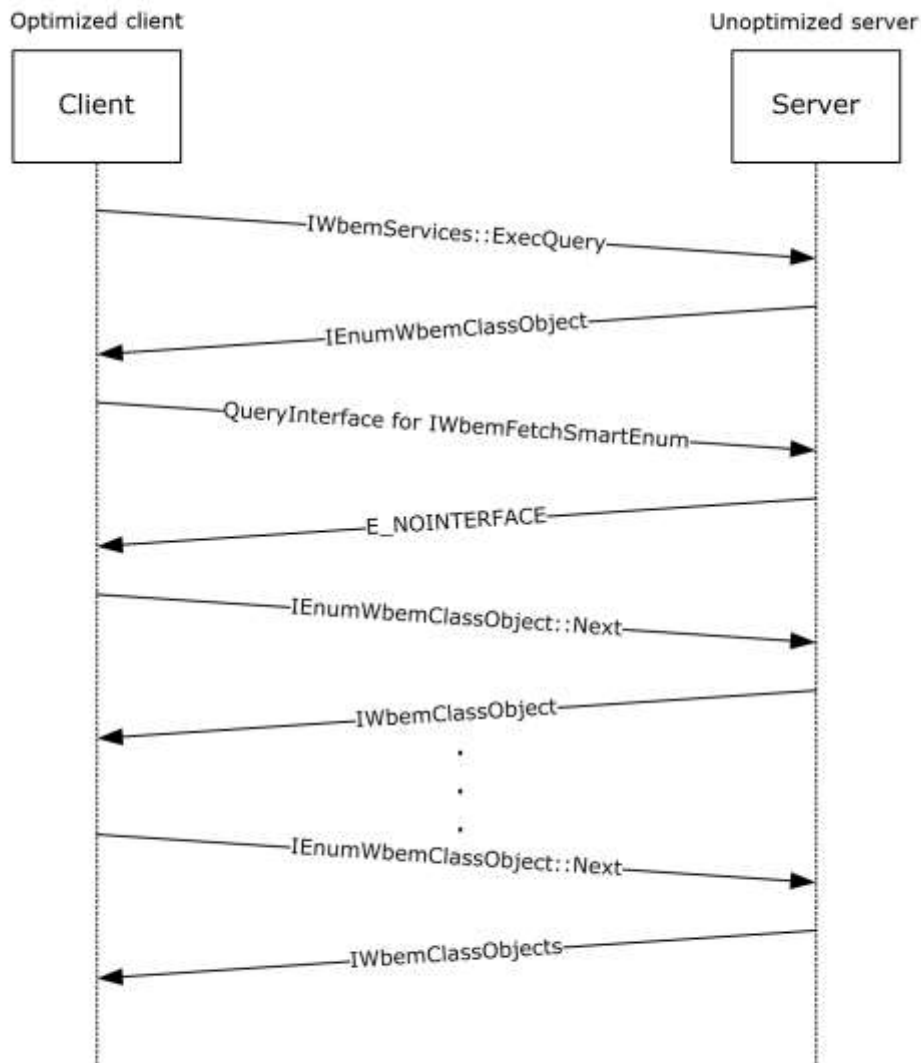 Optimized client
Unoptimized server
Client
Server
IWbemServices::ExecQuery
IEnumWbemClassObject
QueryInterface for IWbemFetchSmartEnum
E_NOINTERFACE
IEnumWbemClassObject::Next
IWbemClassObject
.
.
.
IEnumWbemClassObject::Next
IWbemClassObjects